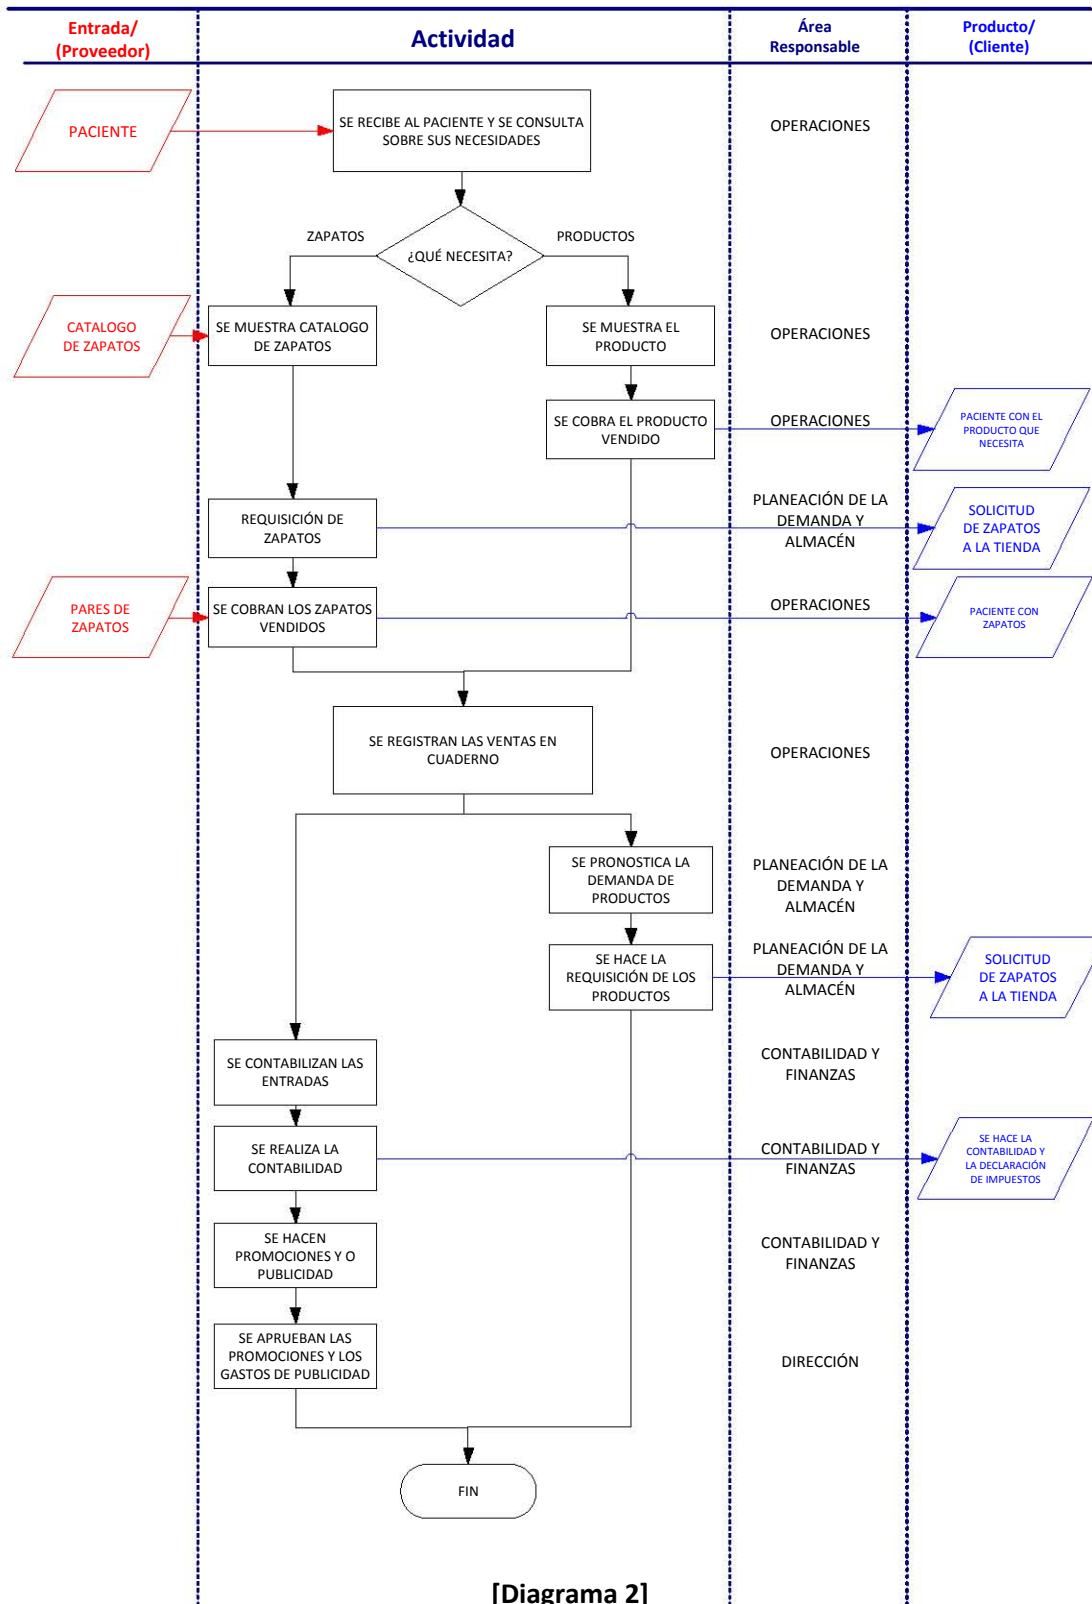 Entrada/
(Proveedor)
Actividad
Área
Responsable
Producto/
(Cliente)
PACIENTE
SE RECIBE AL PACIENTE Y SE CONSULTA
SOBRE SUS NECESIDADES
OPERACIONES
ZAPATOS
PRODUCTOS
¿QUÉ NECESITA?
CATALOGO
DE ZAPATOS
SE MUESTRA CATALOGO
DE ZAPATOS
SE MUESTRA EL
PRODUCTO
OPERACIONES
SE COBRA EL PRODUCTO
VENDIDO
OPERACIONES
PACIENTE CON EL
PRODUCTO QUE
NECESITA
REQUISICIÓN DE
ZAPATOS
PLANEACIÓN DE LA
DEMANDA Y
ALMACÉN
SOLICITUD
DE ZAPATOS
A LA TIENDA
PARES DE
ZAPATOS
SE COBRAN LOS ZAPATOS
VENDIDOS
OPERACIONES
PACIENTE CON
ZAPATOS
SE REGISTRAN LAS VENTAS EN
CUADERNO
OPERACIONES
SE PRONOSTICA LA
DEMANDA DE
PRODUCTOS
PLANEACIÓN DE LA
DEMANDA Y
ALMACÉN
SE HACE LA
REQUISICIÓN DE LOS
PRODUCTOS
PLANEACIÓN DE LA
DEMANDA Y
ALMACÉN
SOLICITUD
DE ZAPATOS
A LA TIENDA
SE CONTABILIZAN LAS
ENTRADAS
CONTABILIDAD Y
FINANZAS
SE REALIZA LA
CONTABILIDAD
CONTABILIDAD Y
FINANZAS
SE HACE LA
CONTABILIDAD Y
LA DECLARACIÓN
DE IMPUESTOS
SE HACEN
PROMOCIONES Y O
PUBLICIDAD
CONTABILIDAD Y
FINANZAS
SE APRUEBAN LAS
PROMOCIONES Y LOS
GASTOS DE PUBLICIDAD
DIRECCIÓN
FIN
[Diagrama 2]